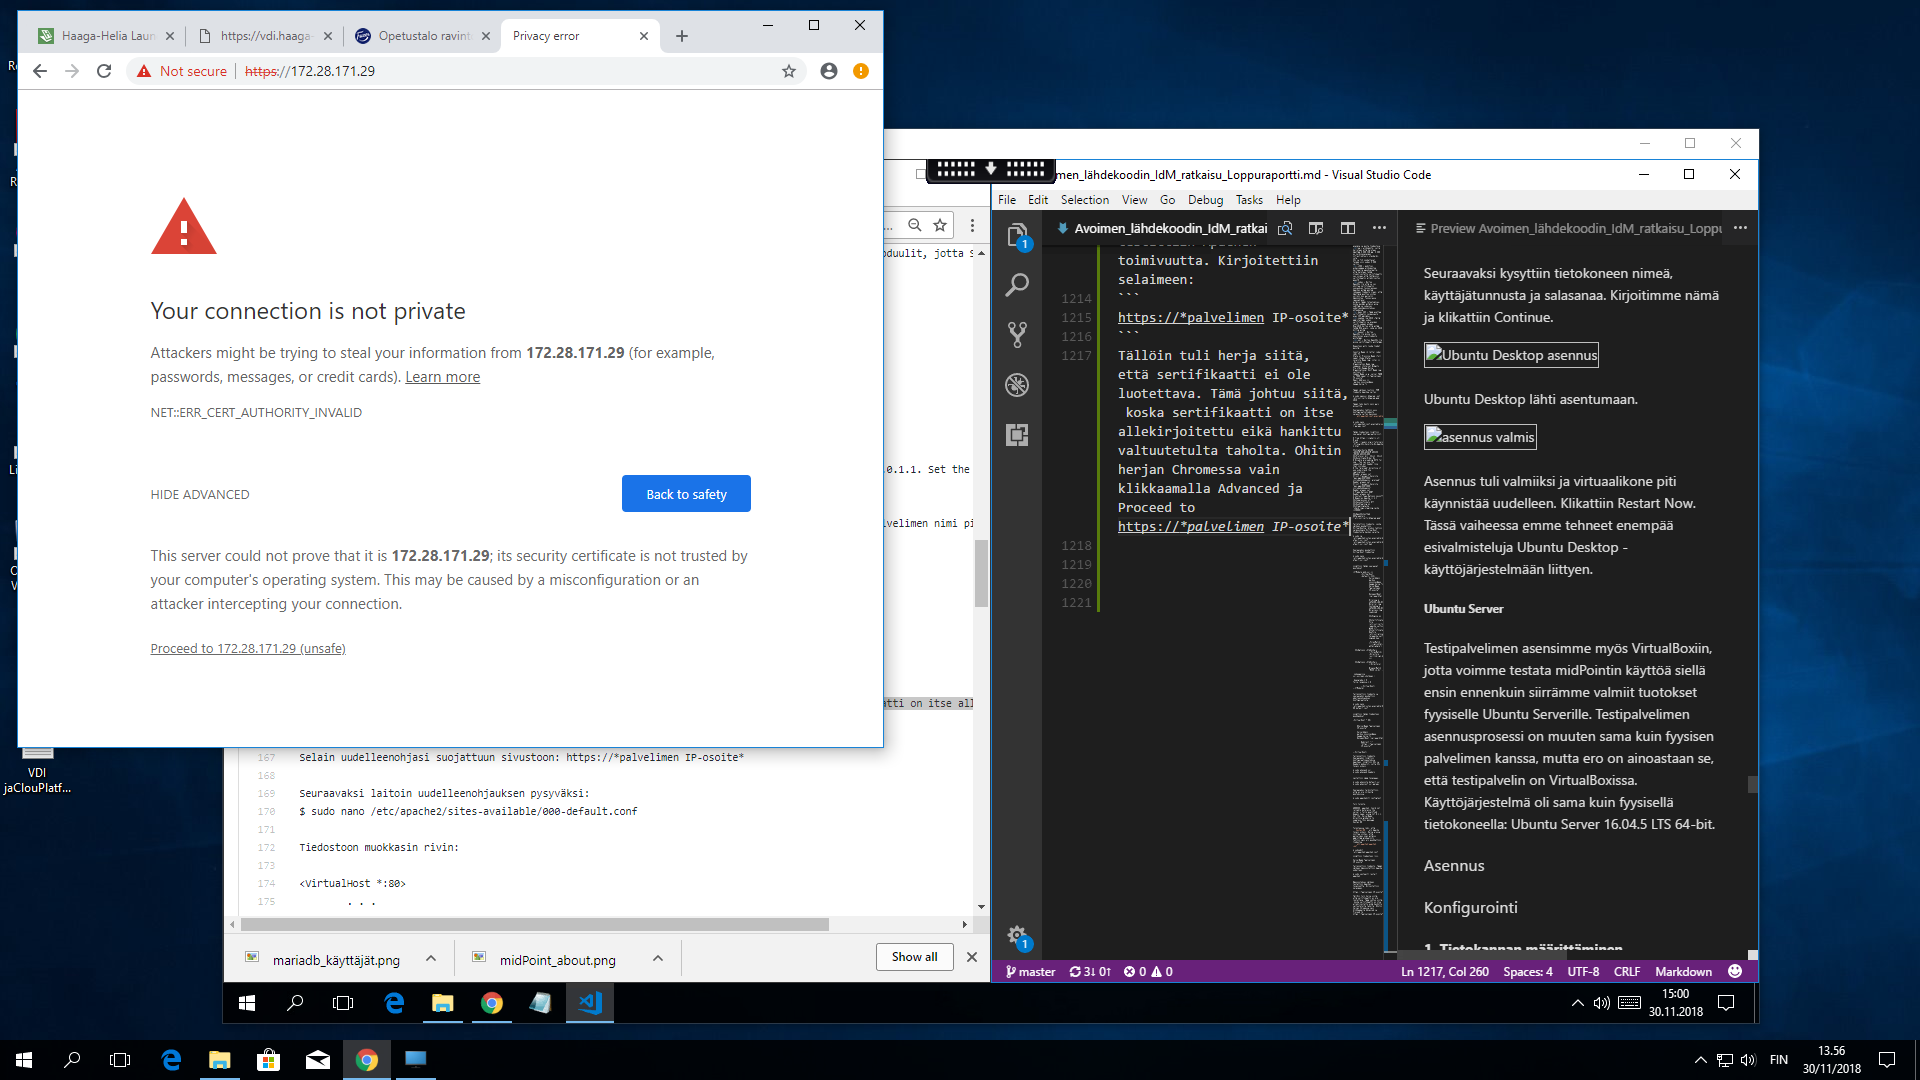 Haaga-Helia Laun
https://vdi.haaga-
Opetustalo ravint
Privacy error
Not secure
https://172.28.171.29
Your connection is not private
Attackers might be trying to steal your information from 172.28.171.29 (for example,
passwords, messages, or credit cards). Learn more
NET::ERR_CERT_AUTHORITY_INVALID
HIDE ADVANCED
Back to safety
This server could not prove that it is 172.28.171.29; its security certificate is not trusted by
your computer's operating system. This may be caused by a misconfiguration or an
attacker intercepting your connection.
Proceed to 172.28.171.29 (unsafe)
VDI
jaClouPlatf...
oduulit, jotta s
.0.1.1. Set the
velimen nimi pi
atti on itse all
167 Selain uudelleenohjasi suojattuun sivustoon: https://*palvelimen IP-osoite*
168
169 Seuraavaksi laitoin uudelleenohjauksen pysyväksi:
170 $ sudo nano /etc/apache2/sites-available/000-default.conf
171
172 Tiedostoon muokkasin rivin:
173
174 <VirtualHost *:80>
175 . . .
mariadb_käyttäjät.png
midPoint_about.png
Show all
men_lähdekoodin_IdM_ratkaisu_Loppuraportti.md - Visual Studio Code
File Edit Selection View Go Debug Tasks Help
Avoimen_lähdekoodin_IdM_ratkai
toimivuutta. Kirjoitettiin
selaimeen:
1214 ```
1215 https://*palvelimen IP-osoite*
1216 ```
1217 Tällöin tuli herja siitä,
että sertifikaatti ei ole
luotettava. Tämä johtuu siitä,
koska sertifikaatti on itse
allekirjoitettu eikä hankittu
valtuutetulta taholta. Ohitin
herjan Chromessa vain
klikkaamalla Advanced ja
Proceed to
https://*palvelimen IP-osoite*
1218
1219
1220
1221
Preview Avoimen_lähdekoodin_IdM_ratkaisu_Loppu
Seuraavaksi kysyttiin tietokoneen nimeä,
käyttäjätunnusta ja salasanaa. Kirjoitimme nämä
ja klikattiin Continue.
Ubuntu Desktop asennus
Ubuntu Desktop lähti asentumaan.
asennus valmis
Asennus tuli valmiiksi ja virtuaalikone piti
käynnistää uudelleen. Klikattiin Restart Now.
Tässä vaiheessa emme tehneet enempää
esivalmisteluja Ubuntu Desktop -
käyttöjärjestelmään liittyen.
Ubuntu Server
Testipalvelimen asensimme myös VirtualBoxiin,
jotta voimme testata midPointin käyttöä siellä
ensin ennenkuin siirrämme valmiit tuotokset
fyysiselle Ubuntu Serverille. Testipalvelimen
asennusprosessi on muuten sama kuin fyysisen
palvelimen kanssa, mutta ero on ainoastaan se,
että testipalvelin on VirtualBoxissa.
Käyttöjärjestelmä oli sama kuin fyysisellä
tietokoneella: Ubuntu Server 16.04.5 LTS 64-bit.
Asennus
Konfigurointi
1. Tietokannan määrittäminen
master 3↓ 0↑ 0 0
Ln 1217, Col 260 Spaces: 4 UTF-8 CRLF Markdown
15:00
30.11.2018
FIN
13.56
30/11/2018